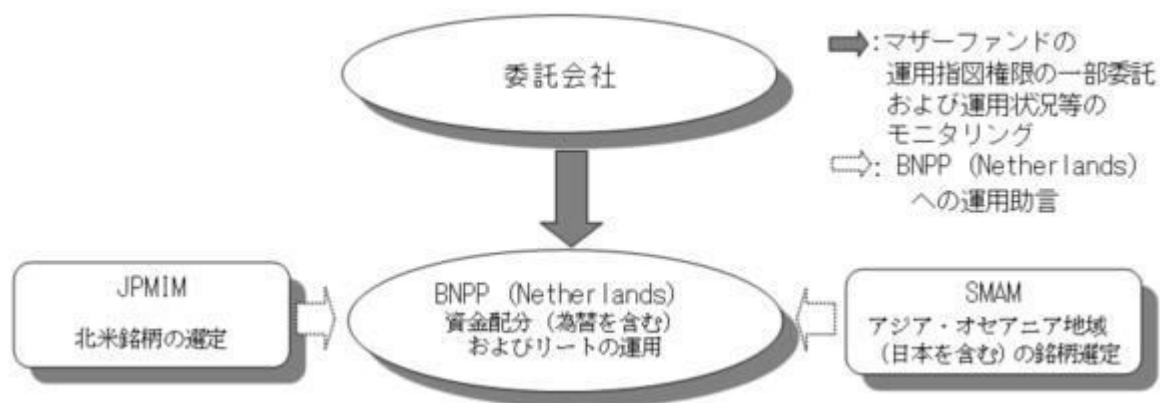 委託会社
➡:マザーファンドの
運用指図権限の一部委託
および運用状況等の
モニタリング
⇨: BNPP (Netherlands)
への運用助言
JPMIM
北米銘柄の選定
BNPP (Netherlands)
資金配分(為替を含む)
およびリートの運用
SMAM
アジア・オセアニア地域
(日本を含む)の銘柄選定